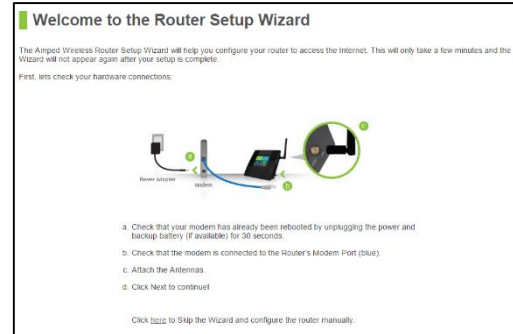 Welcome to the Router Setup Wizard
The Amped Wireless Router Setup Wizard will help you configure your router to access the Internet. This will only take a few minutes and the
Wizard will not appear again after your setup is complete.
First, lets check your hardware connections:
a
c
Power Adapter
Modem
b
a. Check that your modem has already been rebooted by unplugging the power and
backup battery (if available) for 30 seconds.
b. Check that the modem is connected to the Router's Modem Port (blue).
c. Attach the Antennas.
d. Click Next to continue!
Click here to Skip the Wizard and configure the router manually.